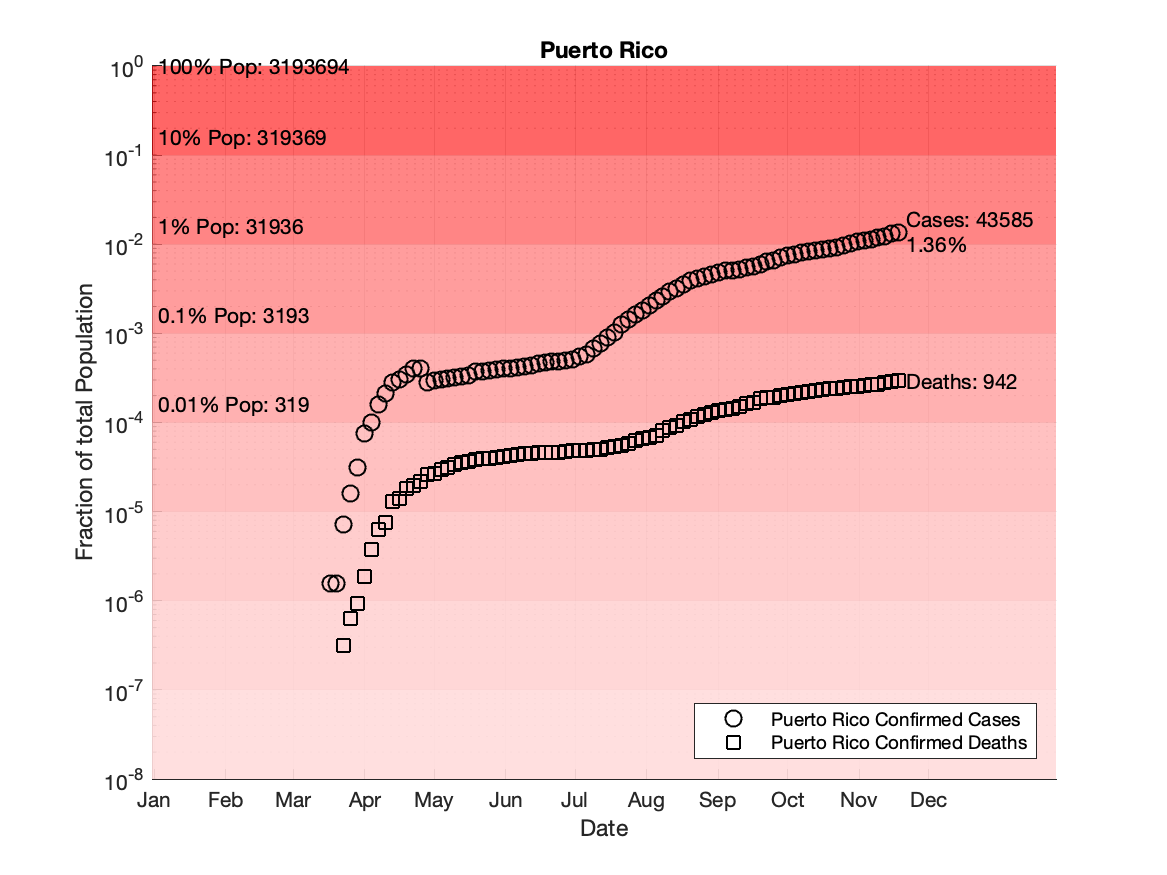 Puerto Rico
10^0
100% Pop: 3193694
10% Pop: 319369
10^-1
1% Pop: 31936
Cases: 43585
10^-2
1.36%
0.1% Pop: 3193
10^-3
Deaths: 942
0.01% Pop: 319
10^-4
10^-5
10^-6
10^-7
10^-8
Fraction of total Population
Puerto Rico Confirmed Cases
Puerto Rico Confirmed Deaths
Jan Feb Mar Apr May Jun Jul Aug Sep Oct Nov Dec
Date